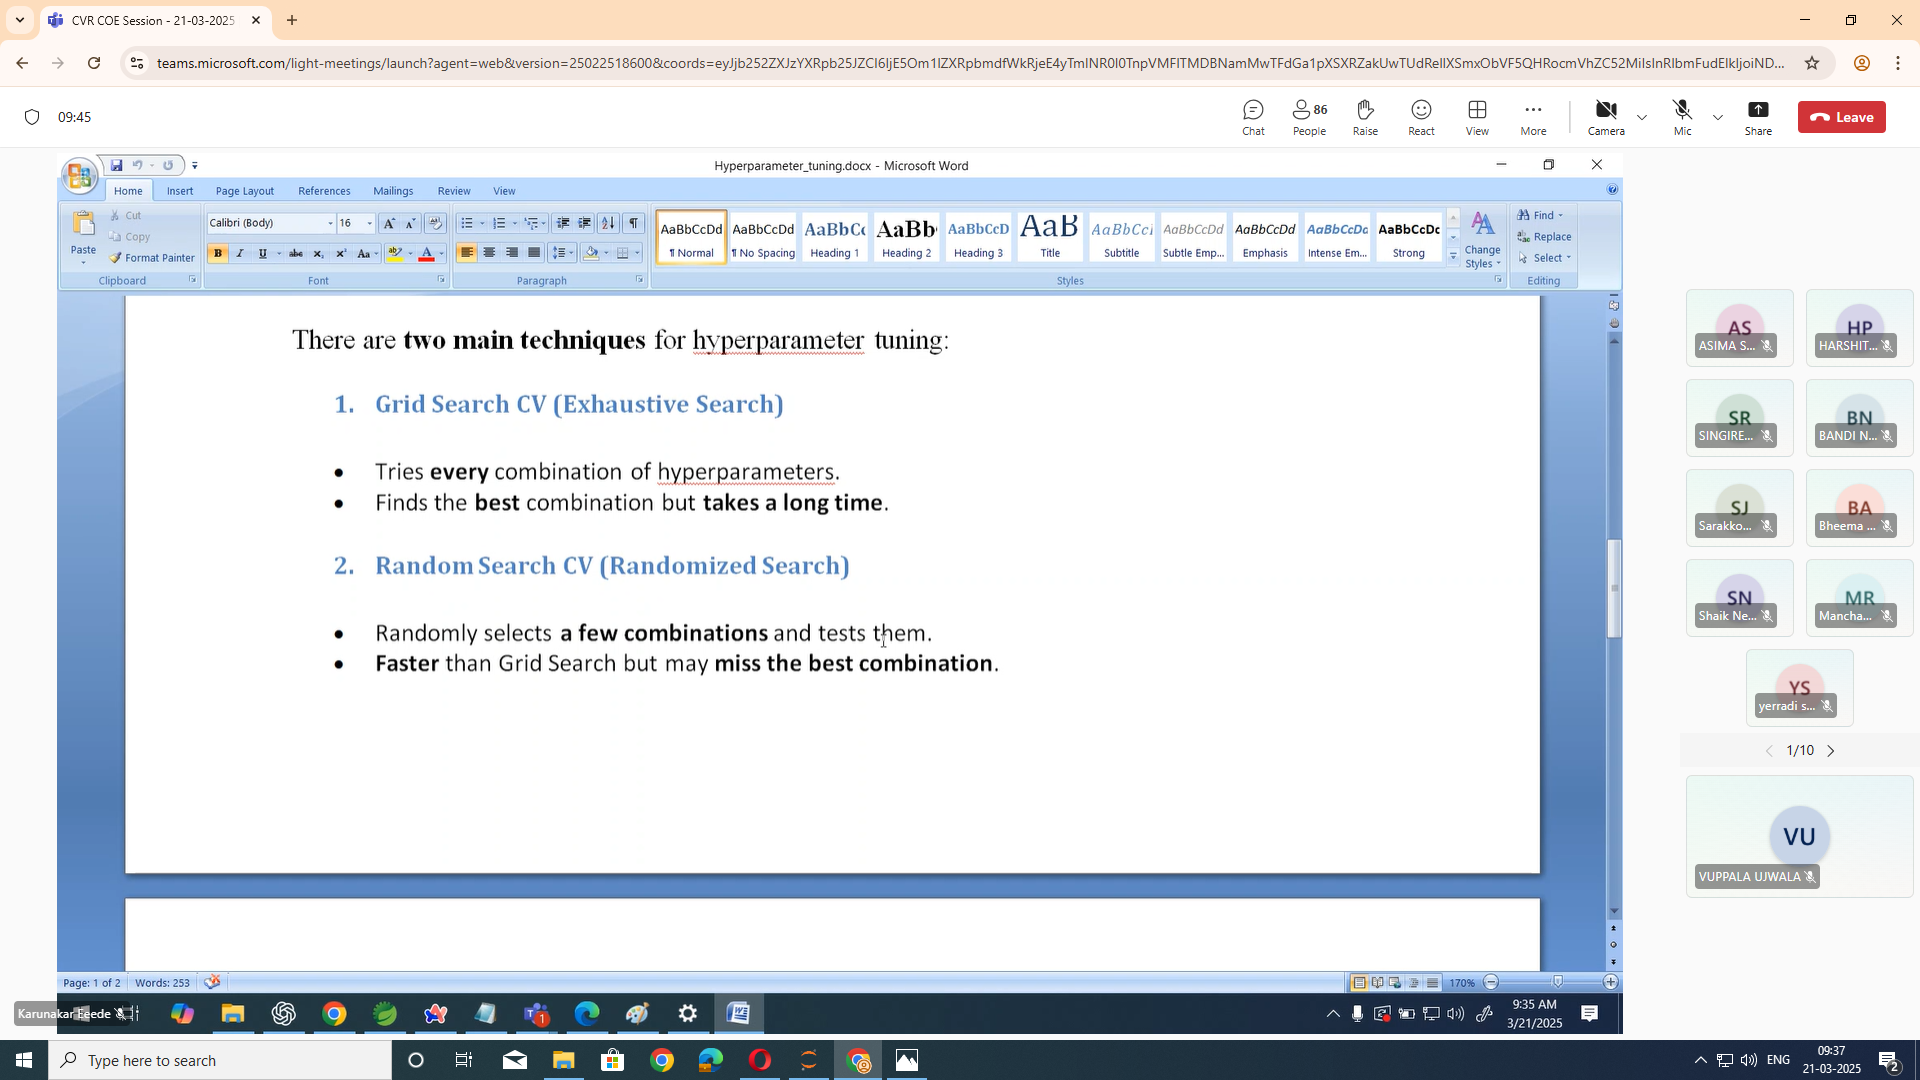 CVR COE Session - 21-03-2025
teams.microsoft.com/light-meetings/launch?agent=web&version=25022518600&coords=
09:45
Chat
86
People
Raise
React
View
More
Camera
Mic
Share
Leave
Hyperparameter_tuning.docx - Microsoft Word
Home Insert Page Layout References Mailings Review View
Paste
Cut
Copy
Format Painter
Clipboard
Calibri (Body) 16
Font
Paragraph
AaBbCcDd ¶ Normal
AaBbCcDd ¶ No Spacing
AaBbCc Heading 1
AaBb Heading 2
AaBbCcD Heading 3
AaB Title
AaBbCc Subtitle
AaBbCcDd Subtle Emp...
AaBbCcDd Emphasis
AaBbCcDd Intense Em...
AaBbCcDc Strong
Styles
Change Styles
Find
Replace
Select
Editing
There are two main techniques for hyperparameter tuning:
1. Grid Search CV (Exhaustive Search)
• Tries every combination of hyperparameters.
• Finds the best combination but takes a long time.
2. Random Search CV (Randomized Search)
• Randomly selects a few combinations and tests them.
• Faster than Grid Search but may miss the best combination.
AS
ASIMA S...
HP
HARSHIT...
SR
SINGIRE...
BN
BANDI N...
SJ
Sarakko...
BA
Bheema ...
SN
Shaik Ne...
MR
Mancha...
YS
yerradi s...
1/10
VU
VUPPALA UJWALA
Page: 1 of 2 Words: 253
170%
Karunakar Eeede
9:35 AM
3/21/2025
Type here to search
ENG
09:37
21-03-2025
2